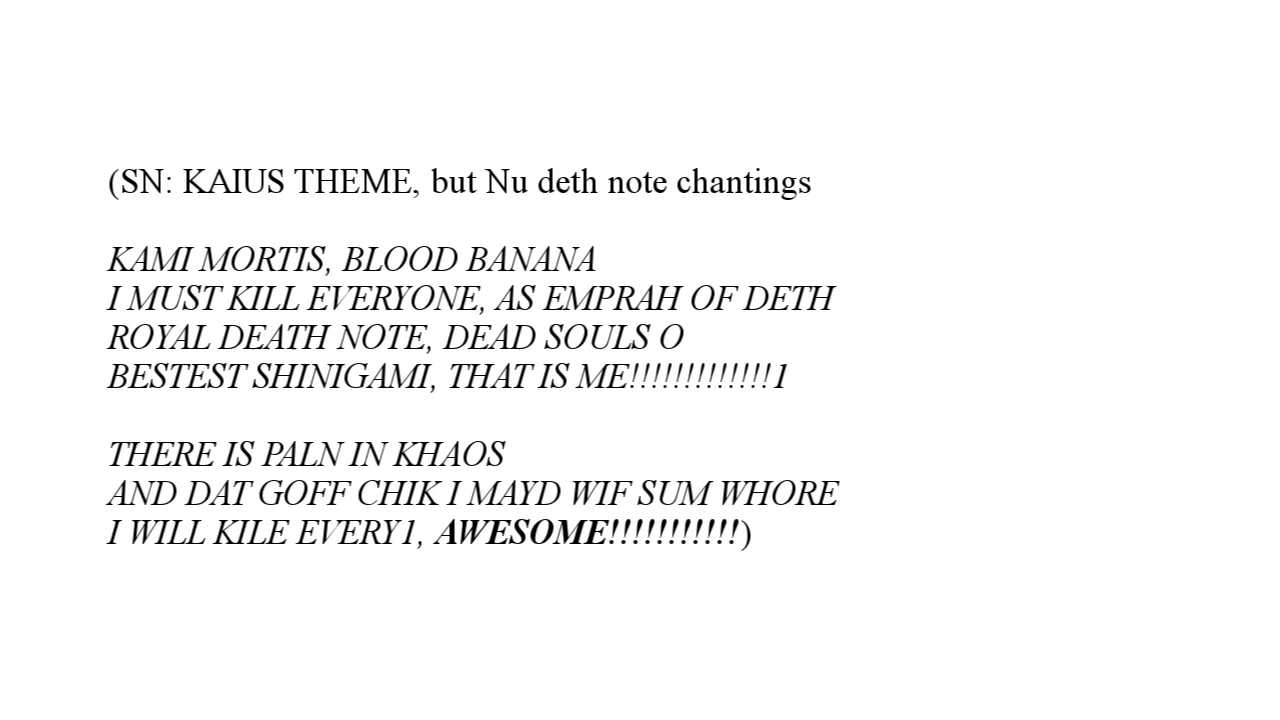 (SN: KAIUS THEME, but Nu deth note chantings
KAMI MORTIS, BLOOD BANANA
I MUST KILL EVERYONE, AS EMPRAH OF DETH
ROYAL DEATH NOTE, DEAD SOULS O
BESTEST SHINIGAMI, THAT IS ME!!!!!!!!!!!!!1
THERE IS PALN IN KHAOS
AND DAT GOFF CHIK I MAYD WIF SUM WHORE
I WILL KILE EVERY1, AWESOME!!!!!!!!!!!)